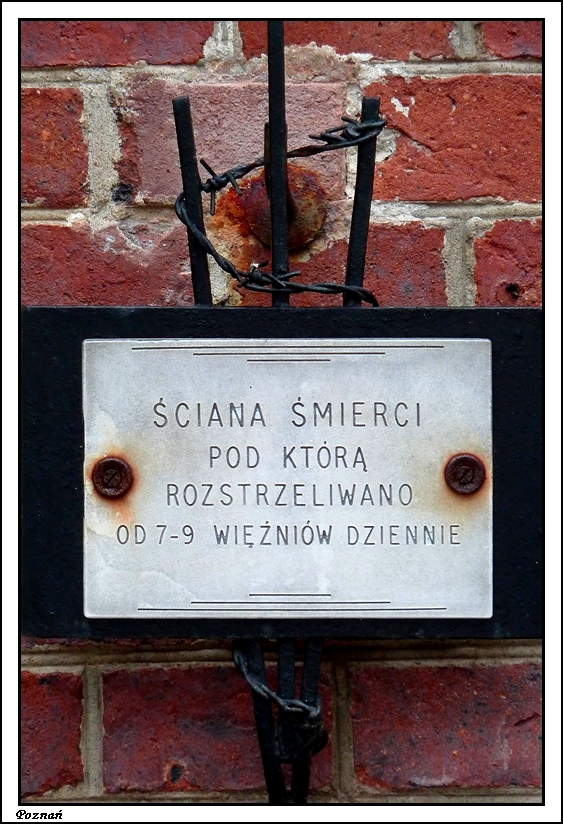 ŚCIANA ŚMIERCI
POD KTÓRĄ
ROZSTRZELIWANO
OD 7-9 WIĘŹNIÓW DZIENNIE
Poznań